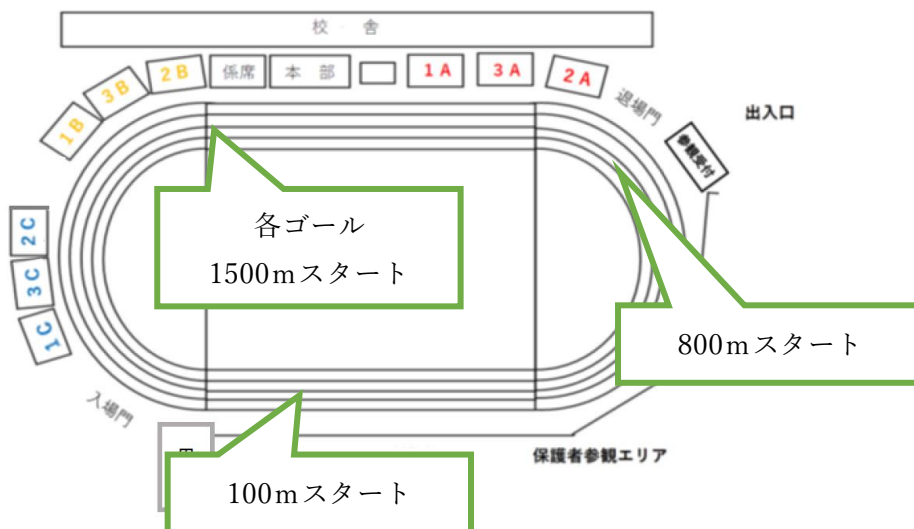 校 舎
1B
3B
2B
係席
本 部
1A
3A
2A
退場門
出入口
参観受付
各ゴール
1500mスタート
2C
3C
1C
800mスタート
入場門
保護者参観エリア
100mスタート